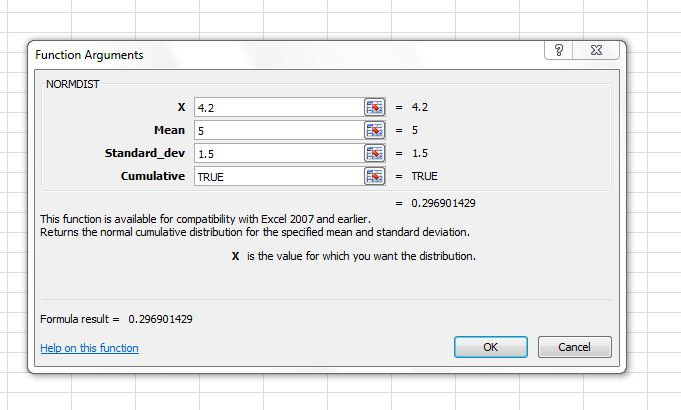 Function Arguments
NORMDIST
X 4.2 = 4.2
Mean 5 = 5
Standard_dev 1.5 = 1.5
Cumulative TRUE = TRUE
= 0.296901429
This function is available for compatibility with Excel 2007 and earlier.
Returns the normal cumulative distribution for the specified mean and standard deviation.
X is the value for which you want the distribution.
Formula result = 0.296901429
Help on this function OK Cancel